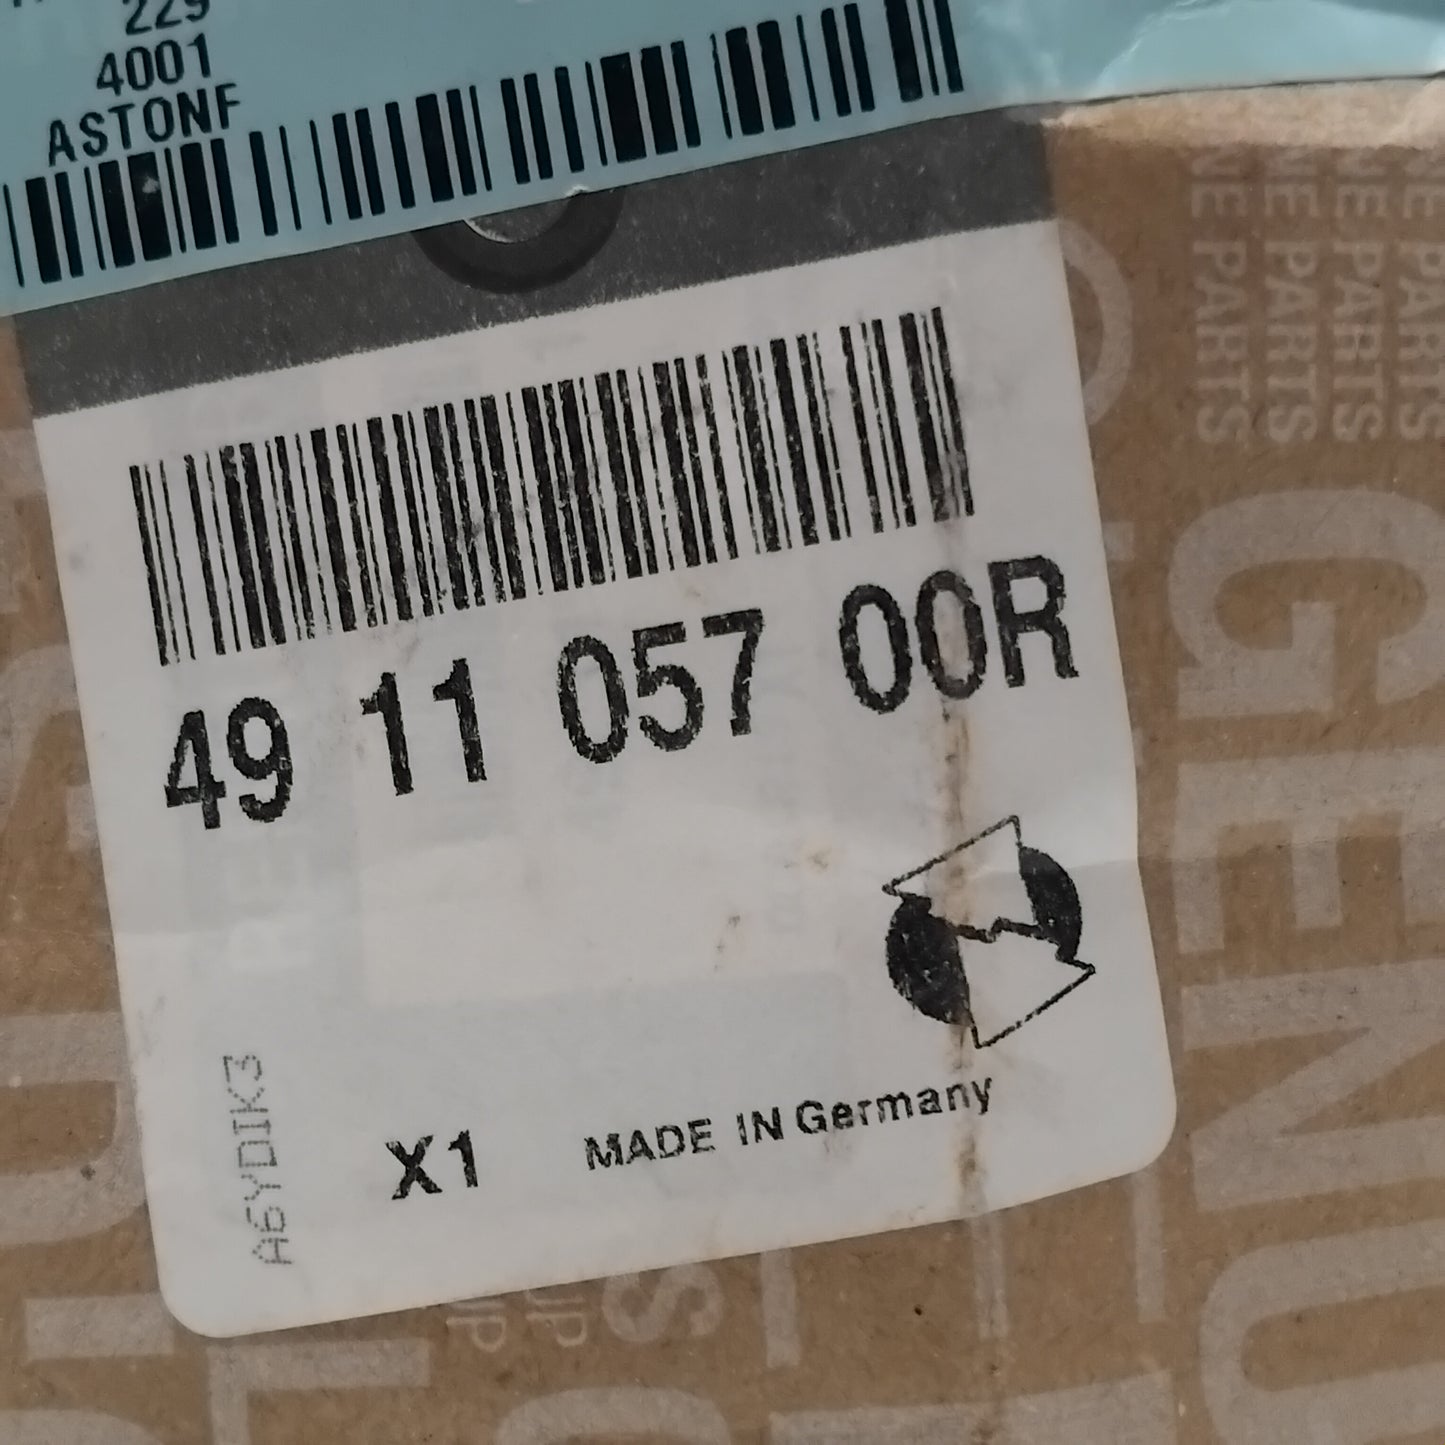 229
4001
ASTONF
49 11 057 00R
A6YDIK3
X1 MADE IN Germany
NE PARTS
NE PARTS
NE PARTS
NE PARTS
GENU